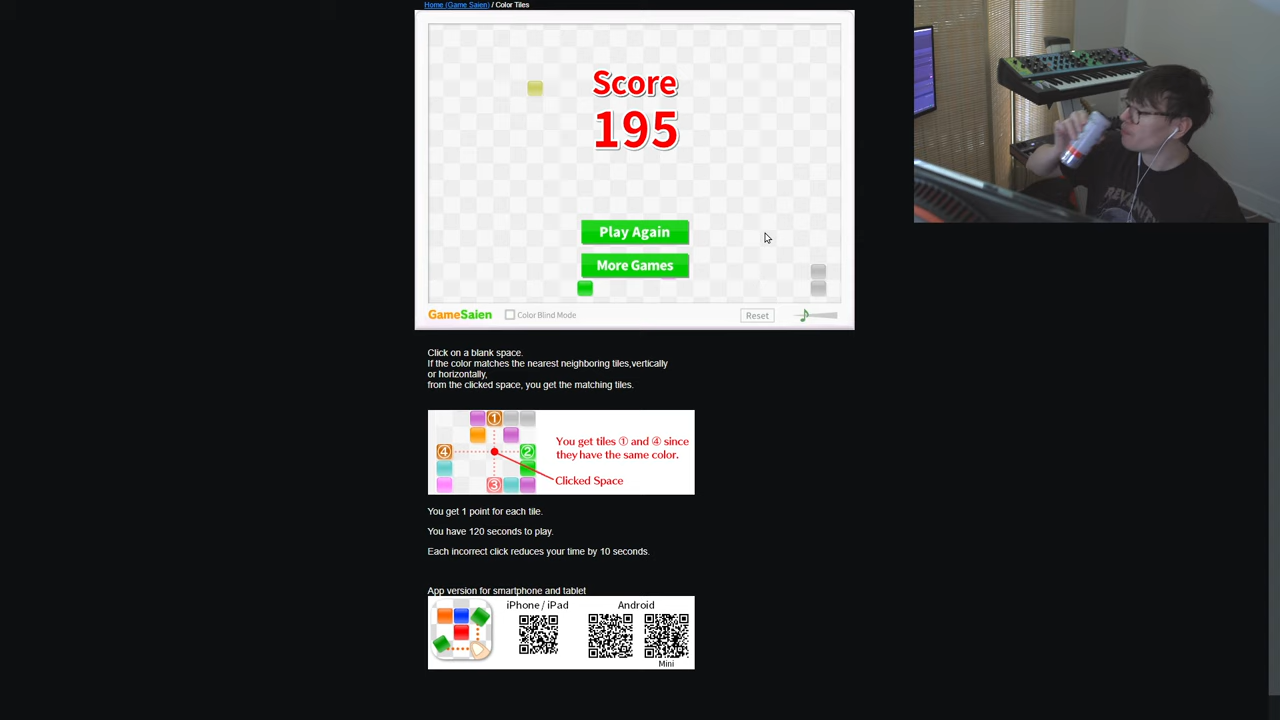 Home (Game Saien) / Color Tiles
Score
195
Play Again
More Games
GameSaien
Color Blind Mode
Reset
Click on a blank space.
If the color matches the nearest neighboring tiles,vertically
or horizontally,
from the clicked space, you get the matching tiles.
①
④
②
③
You get tiles ① and ④ since
they have the same color.
Clicked Space
You get 1 point for each tile.
You have 120 seconds to play.
Each incorrect click reduces your time by 10 seconds.
App version for smartphone and tablet
iPhone / iPad
Android
Mini